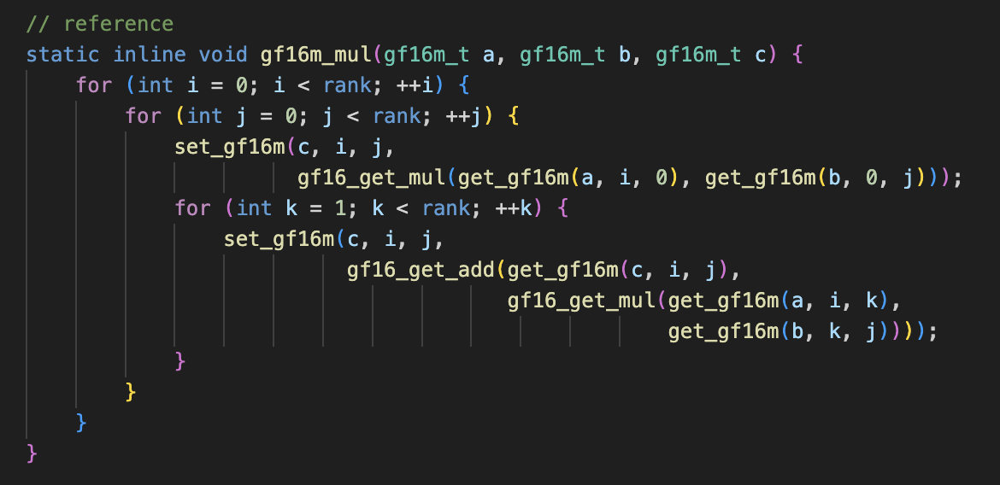 // reference
static inline void gf16m_mul(gf16m_t a, gf16m_t b, gf16m_t c) {
    for (int i = 0; i < rank; ++i) {
        for (int j = 0; j < rank; ++j) {
            set_gf16m(c, i, j,
                      gf16_get_mul(get_gf16m(a, i, 0), get_gf16m(b, 0, j)));
            for (int k = 1; k < rank; ++k) {
                set_gf16m(c, i, j,
                          gf16_get_add(get_gf16m(c, i, j),
                                       gf16_get_mul(get_gf16m(a, i, k),
                                                    get_gf16m(b, k, j))));
            }
        }
    }
}